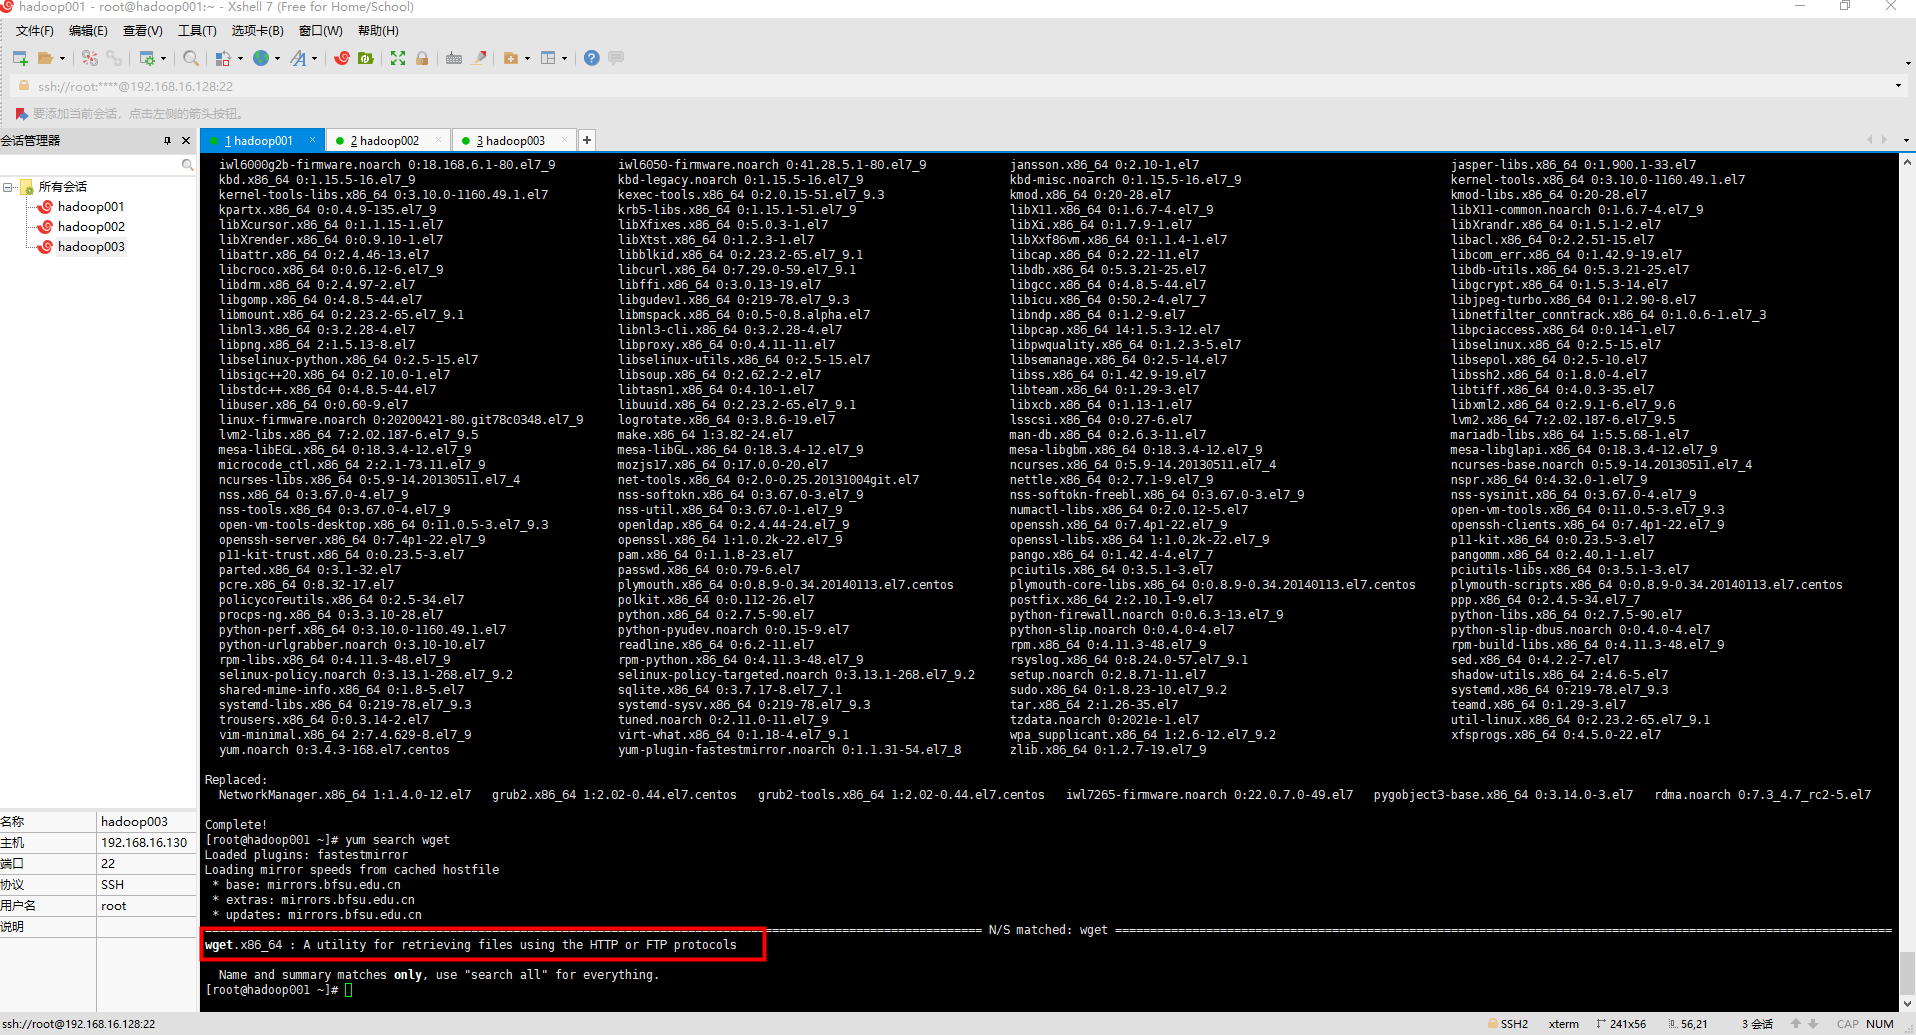 hadoop001 - root@hadoop001:~ - Xshell 7 (Free for Home/School)
文件(F) 编辑(E) 查看(V) 工具(T) 选项卡(B) 窗口(W) 帮助(H)
ssh://root:****@192.168.16.128:22
要添加当前会话，点击左侧的箭头按钮。
会话管理器
1 hadoop001 2 hadoop002 3 hadoop003
所有会话
hadoop001
hadoop002
hadoop003
名称 hadoop003
主机 192.168.16.130
端口 22
协议 SSH
用户名 root
说明
iwl6000g2b-firmware.noarch 0:18.168.6.1-80.el7_9 iwl6050-firmware.noarch 0:41.28.5.1-80.el7_9 jansson.x86_64 0:2.10-1.el7 jasper-libs.x86_64 0:1.900.1-33.el7
kbd.x86_64 0:1.15.5-16.el7_9 kbd-legacy.noarch 0:1.15.5-16.el7_9 kbd-misc.noarch 0:1.15.5-16.el7_9 kernel-tools.x86_64 0:3.10.0-1160.49.1.el7
kernel-tools-libs.x86_64 0:3.10.0-1160.49.1.el7 kexec-tools.x86_64 0:2.0.15-51.el7_9.3 kmod.x86_64 0:20-28.el7 kmod-libs.x86_64 0:20-28.el7
kpartx.x86_64 0:0.4.9-135.el7_9 krb5-libs.x86_64 0:1.15.1-51.el7_9 libX11.x86_64 0:1.6.7-4.el7_9 libX11-common.noarch 0:1.6.7-4.el7_9
libXcursor.x86_64 0:1.1.15-1.el7 libXfixes.x86_64 0:5.0.3-1.el7 libXi.x86_64 0:1.7.9-1.el7 libXrandr.x86_64 0:1.5.1-2.el7
libXrender.x86_64 0:0.9.10-1.el7 libXtst.x86_64 0:1.2.3-1.el7 libXxf86vm.x86_64 0:1.1.4-1.el7 libacl.x86_64 0:2.2.51-15.el7
libattr.x86_64 0:2.4.46-13.el7 libblkid.x86_64 0:2.23.2-65.el7_9.1 libcap.x86_64 0:2.22-11.el7 libcom_err.x86_64 0:1.42.9-19.el7
libcroco.x86_64 0:0.6.12-6.el7_9 libcurl.x86_64 0:7.29.0-59.el7_9.1 libdb.x86_64 0:5.3.21-25.el7 libdb-utils.x86_64 0:5.3.21-25.el7
libdrm.x86_64 0:2.4.97-2.el7 libffi.x86_64 0:3.0.13-19.el7 libgcc.x86_64 0:4.8.5-44.el7 libgcrypt.x86_64 0:1.5.3-14.el7
libgomp.x86_64 0:4.8.5-44.el7 libgudev1.x86_64 0:219-78.el7_9.3 libicu.x86_64 0:50.2-4.el7_7 libjpeg-turbo.x86_64 0:1.2.90-8.el7
libmount.x86_64 0:2.23.2-65.el7_9.1 libmspack.x86_64 0:0.5-0.8.alpha.el7 libndp.x86_64 0:1.2-9.el7 libnetfilter_conntrack.x86_64 0:1.0.6-1.el7_3
libnl3.x86_64 0:3.2.28-4.el7 libnl3-cli.x86_64 0:3.2.28-4.el7 libpcap.x86_64 14:1.5.3-12.el7 libpciaccess.x86_64 0:0.14-1.el7
libpng.x86_64 2:1.5.13-8.el7 libproxy.x86_64 0:0.4.11-11.el7 libpwquality.x86_64 0:1.2.3-5.el7 libselinux.x86_64 0:2.5-15.el7
libselinux-python.x86_64 0:2.5-15.el7 libselinux-utils.x86_64 0:2.5-15.el7 libsemanage.x86_64 0:2.5-14.el7 libsepol.x86_64 0:2.5-10.el7
libsigc++20.x86_64 0:2.10.0-1.el7 libsoup.x86_64 0:2.62.2-2.el7 libss.x86_64 0:1.42.9-19.el7 libssh2.x86_64 0:1.8.0-4.el7
libstdc++.x86_64 0:4.8.5-44.el7 libtasn1.x86_64 0:4.10-1.el7 libteam.x86_64 0:1.29-3.el7 libtiff.x86_64 0:4.0.3-35.el7
libuser.x86_64 0:0.60-9.el7 libuuid.x86_64 0:2.23.2-65.el7_9.1 libxcb.x86_64 0:1.13-1.el7 libxml2.x86_64 0:2.9.1-6.el7_9.6
linux-firmware.noarch 0:20200421-80.git78c0348.el7_9 logrotate.x86_64 0:3.8.6-19.el7 lsscsi.x86_64 0:0.27-6.el7 lvm2.x86_64 7:2.02.187-6.el7_9.5
lvm2-libs.x86_64 7:2.02.187-6.el7_9.5 make.x86_64 1:3.82-24.el7 man-db.x86_64 0:2.6.3-11.el7 mariadb-libs.x86_64 1:5.5.68-1.el7
mesa-libEGL.x86_64 0:18.3.4-12.el7_9 mesa-libGL.x86_64 0:18.3.4-12.el7_9 mesa-libgbm.x86_64 0:18.3.4-12.el7_9 mesa-libglapi.x86_64 0:18.3.4-12.el7_9
microcode_ctl.x86_64 2:2.1-73.11.el7_9 mozjs17.x86_64 0:17.0.0-20.el7 ncurses.x86_64 0:5.9-14.20130511.el7_4 ncurses-base.noarch 0:5.9-14.20130511.el7_4
ncurses-libs.x86_64 0:5.9-14.20130511.el7_4 net-tools.x86_64 0:2.0-0.25.20131004git.el7 nettle.x86_64 0:2.7.1-9.el7_9 nspr.x86_64 0:4.32.0-1.el7_9
nss.x86_64 0:3.67.0-4.el7_9 nss-softokn.x86_64 0:3.67.0-3.el7_9 nss-softokn-freebl.x86_64 0:3.67.0-3.el7_9 nss-sysinit.x86_64 0:3.67.0-4.el7_9
nss-tools.x86_64 0:3.67.0-4.el7_9 nss-util.x86_64 0:3.67.0-1.el7_9 numactl-libs.x86_64 0:2.0.12-5.el7 open-vm-tools.x86_64 0:11.0.5-3.el7_9.3
open-vm-tools-desktop.x86_64 0:11.0.5-3.el7_9.3 openldap.x86_64 0:2.4.44-24.el7_9 openssh.x86_64 0:7.4p1-22.el7_9 openssh-clients.x86_64 0:7.4p1-22.el7_9
openssh-server.x86_64 0:7.4p1-22.el7_9 openssl.x86_64 1:1.0.2k-22.el7_9 openssl-libs.x86_64 1:1.0.2k-22.el7_9 p11-kit.x86_64 0:0.23.5-3.el7
p11-kit-trust.x86_64 0:0.23.5-3.el7 pam.x86_64 0:1.1.8-23.el7 pango.x86_64 0:1.42.4-4.el7_7 pangomm.x86_64 0:2.40.1-1.el7
parted.x86_64 0:3.1-32.el7 passwd.x86_64 0:0.79-6.el7 pciutils.x86_64 0:3.5.1-3.el7 pciutils-libs.x86_64 0:3.5.1-3.el7
pcre.x86_64 0:8.32-17.el7 plymouth.x86_64 0:0.8.9-0.34.20140113.el7.centos plymouth-core-libs.x86_64 0:0.8.9-0.34.20140113.el7.centos plymouth-scripts.x86_64 0:0.8.9-0.34.20140113.el7.centos
policycoreutils.x86_64 0:2.5-34.el7 polkit.x86_64 0:0.112-26.el7 postfix.x86_64 2:2.10.1-9.el7 ppp.x86_64 0:2.4.5-34.el7_7
procps-ng.x86_64 0:3.3.10-28.el7 python.x86_64 0:2.7.5-90.el7 python-firewall.noarch 0:0.6.3-13.el7_9 python-libs.x86_64 0:2.7.5-90.el7
python-perf.x86_64 0:3.10.0-1160.49.1.el7 python-pyudev.noarch 0:0.15-9.el7 python-slip.noarch 0:0.4.0-4.el7 python-slip-dbus.noarch 0:0.4.0-4.el7
python-urlgrabber.noarch 0:3.10-10.el7 readline.x86_64 0:6.2-11.el7 rpm.x86_64 0:4.11.3-48.el7_9 rpm-build-libs.x86_64 0:4.11.3-48.el7_9
rpm-libs.x86_64 0:4.11.3-48.el7_9 rpm-python.x86_64 0:4.11.3-48.el7_9 rsyslog.x86_64 0:8.24.0-57.el7_9.1 sed.x86_64 0:4.2.2-7.el7
selinux-policy.noarch 0:3.13.1-268.el7_9.2 selinux-policy-targeted.noarch 0:3.13.1-268.el7_9.2 setup.noarch 0:2.8.71-11.el7 shadow-utils.x86_64 2:4.6-5.el7
shared-mime-info.x86_64 0:1.8-5.el7 sqlite.x86_64 0:3.7.17-8.el7_7.1 sudo.x86_64 0:1.8.23-10.el7_9.2 systemd.x86_64 0:219-78.el7_9.3
systemd-libs.x86_64 0:219-78.el7_9.3 systemd-sysv.x86_64 0:219-78.el7_9.3 tar.x86_64 2:1.26-35.el7 teamd.x86_64 0:1.29-3.el7
trousers.x86_64 0:0.3.14-2.el7 tuned.noarch 0:2.11.0-11.el7_9 tzdata.noarch 0:2021e-1.el7 util-linux.x86_64 0:2.23.2-65.el7_9.1
vim-minimal.x86_64 2:7.4.629-8.el7_9 virt-what.x86_64 0:1.18-4.el7_9.1 wpa_supplicant.x86_64 1:2.6-12.el7_9.2 xfsprogs.x86_64 0:4.5.0-22.el7
yum.noarch 0:3.4.3-168.el7.centos yum-plugin-fastestmirror.noarch 0:1.1.31-54.el7_8 zlib.x86_64 0:1.2.7-19.el7_9
Replaced:
NetworkManager.x86_64 1:1.4.0-12.el7 grub2.x86_64 1:2.02-0.44.el7.centos grub2-tools.x86_64 1:2.02-0.44.el7.centos iwl7265-firmware.noarch 0:22.0.7.0-49.el7 pygobject3-base.x86_64 0:3.14.0-3.el7 rdma.noarch 0:7.3_4.7_rc2-5.el7
Complete!
[root@hadoop001 ~]# yum search wget
Loaded plugins: fastestmirror
Loading mirror speeds from cached hostfile
* base: mirrors.bfsu.edu.cn
* extras: mirrors.bfsu.edu.cn
* updates: mirrors.bfsu.edu.cn
N/S matched: wget
wget.x86_64 : A utility for retrieving files using the HTTP or FTP protocols
Name and summary matches only, use "search all" for everything.
[root@hadoop001 ~]#
ssh://root@192.168.16.128:22 SSH2 xterm 241x56 56,21 3 会话 CAP NUM